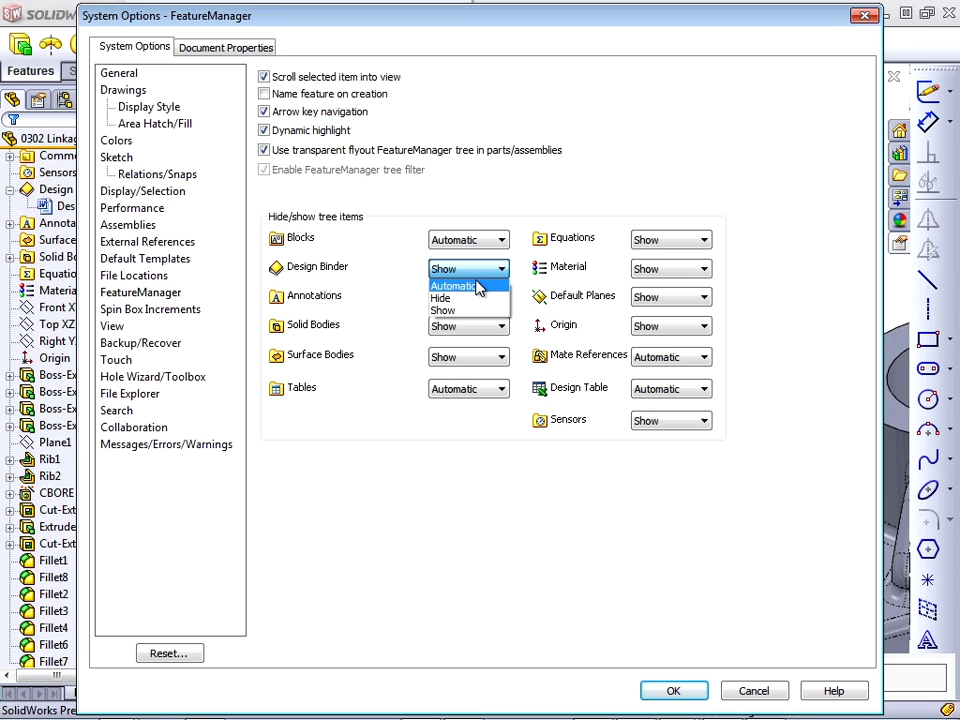 SOLIDW
System Options - FeatureManager
System Options
Document Properties
Features
S
0302 Linkag
Comme
Sensors
Design
Des
Annota
Surface
Solid Bo
Equatio
Materia
Front X
Top XZ
Right Y
Origin
Boss-Ex
Boss-Ex
Boss-Ex
Boss-Ex
Plane1
Rib1
Rib2
CBORE
Cut-Ext
Extrude
Cut-Ext
Fillet1
Fillet8
Fillet2
Fillet3
Fillet4
Fillet6
Fillet7
SolidWorks Pre
General
Drawings
Display Style
Area Hatch/Fill
Colors
Sketch
Relations/Snaps
Display/Selection
Performance
Assemblies
External References
Default Templates
File Locations
FeatureManager
Spin Box Increments
View
Backup/Recover
Touch
Hole Wizard/Toolbox
File Explorer
Search
Collaboration
Messages/Errors/Warnings
Reset...
Scroll selected item into view
Name feature on creation
Arrow key navigation
Dynamic highlight
Use transparent flyout FeatureManager tree in parts/assemblies
Enable FeatureManager tree filter
Hide/show tree items
Blocks Automatic Equations Show
Design Binder Show Material Show
Automatic
Hide
Show
Annotations Default Planes Show
Solid Bodies Show Origin Show
Surface Bodies Show Mate References Automatic
Tables Automatic Design Table Automatic
Sensors Show
OK Cancel Help